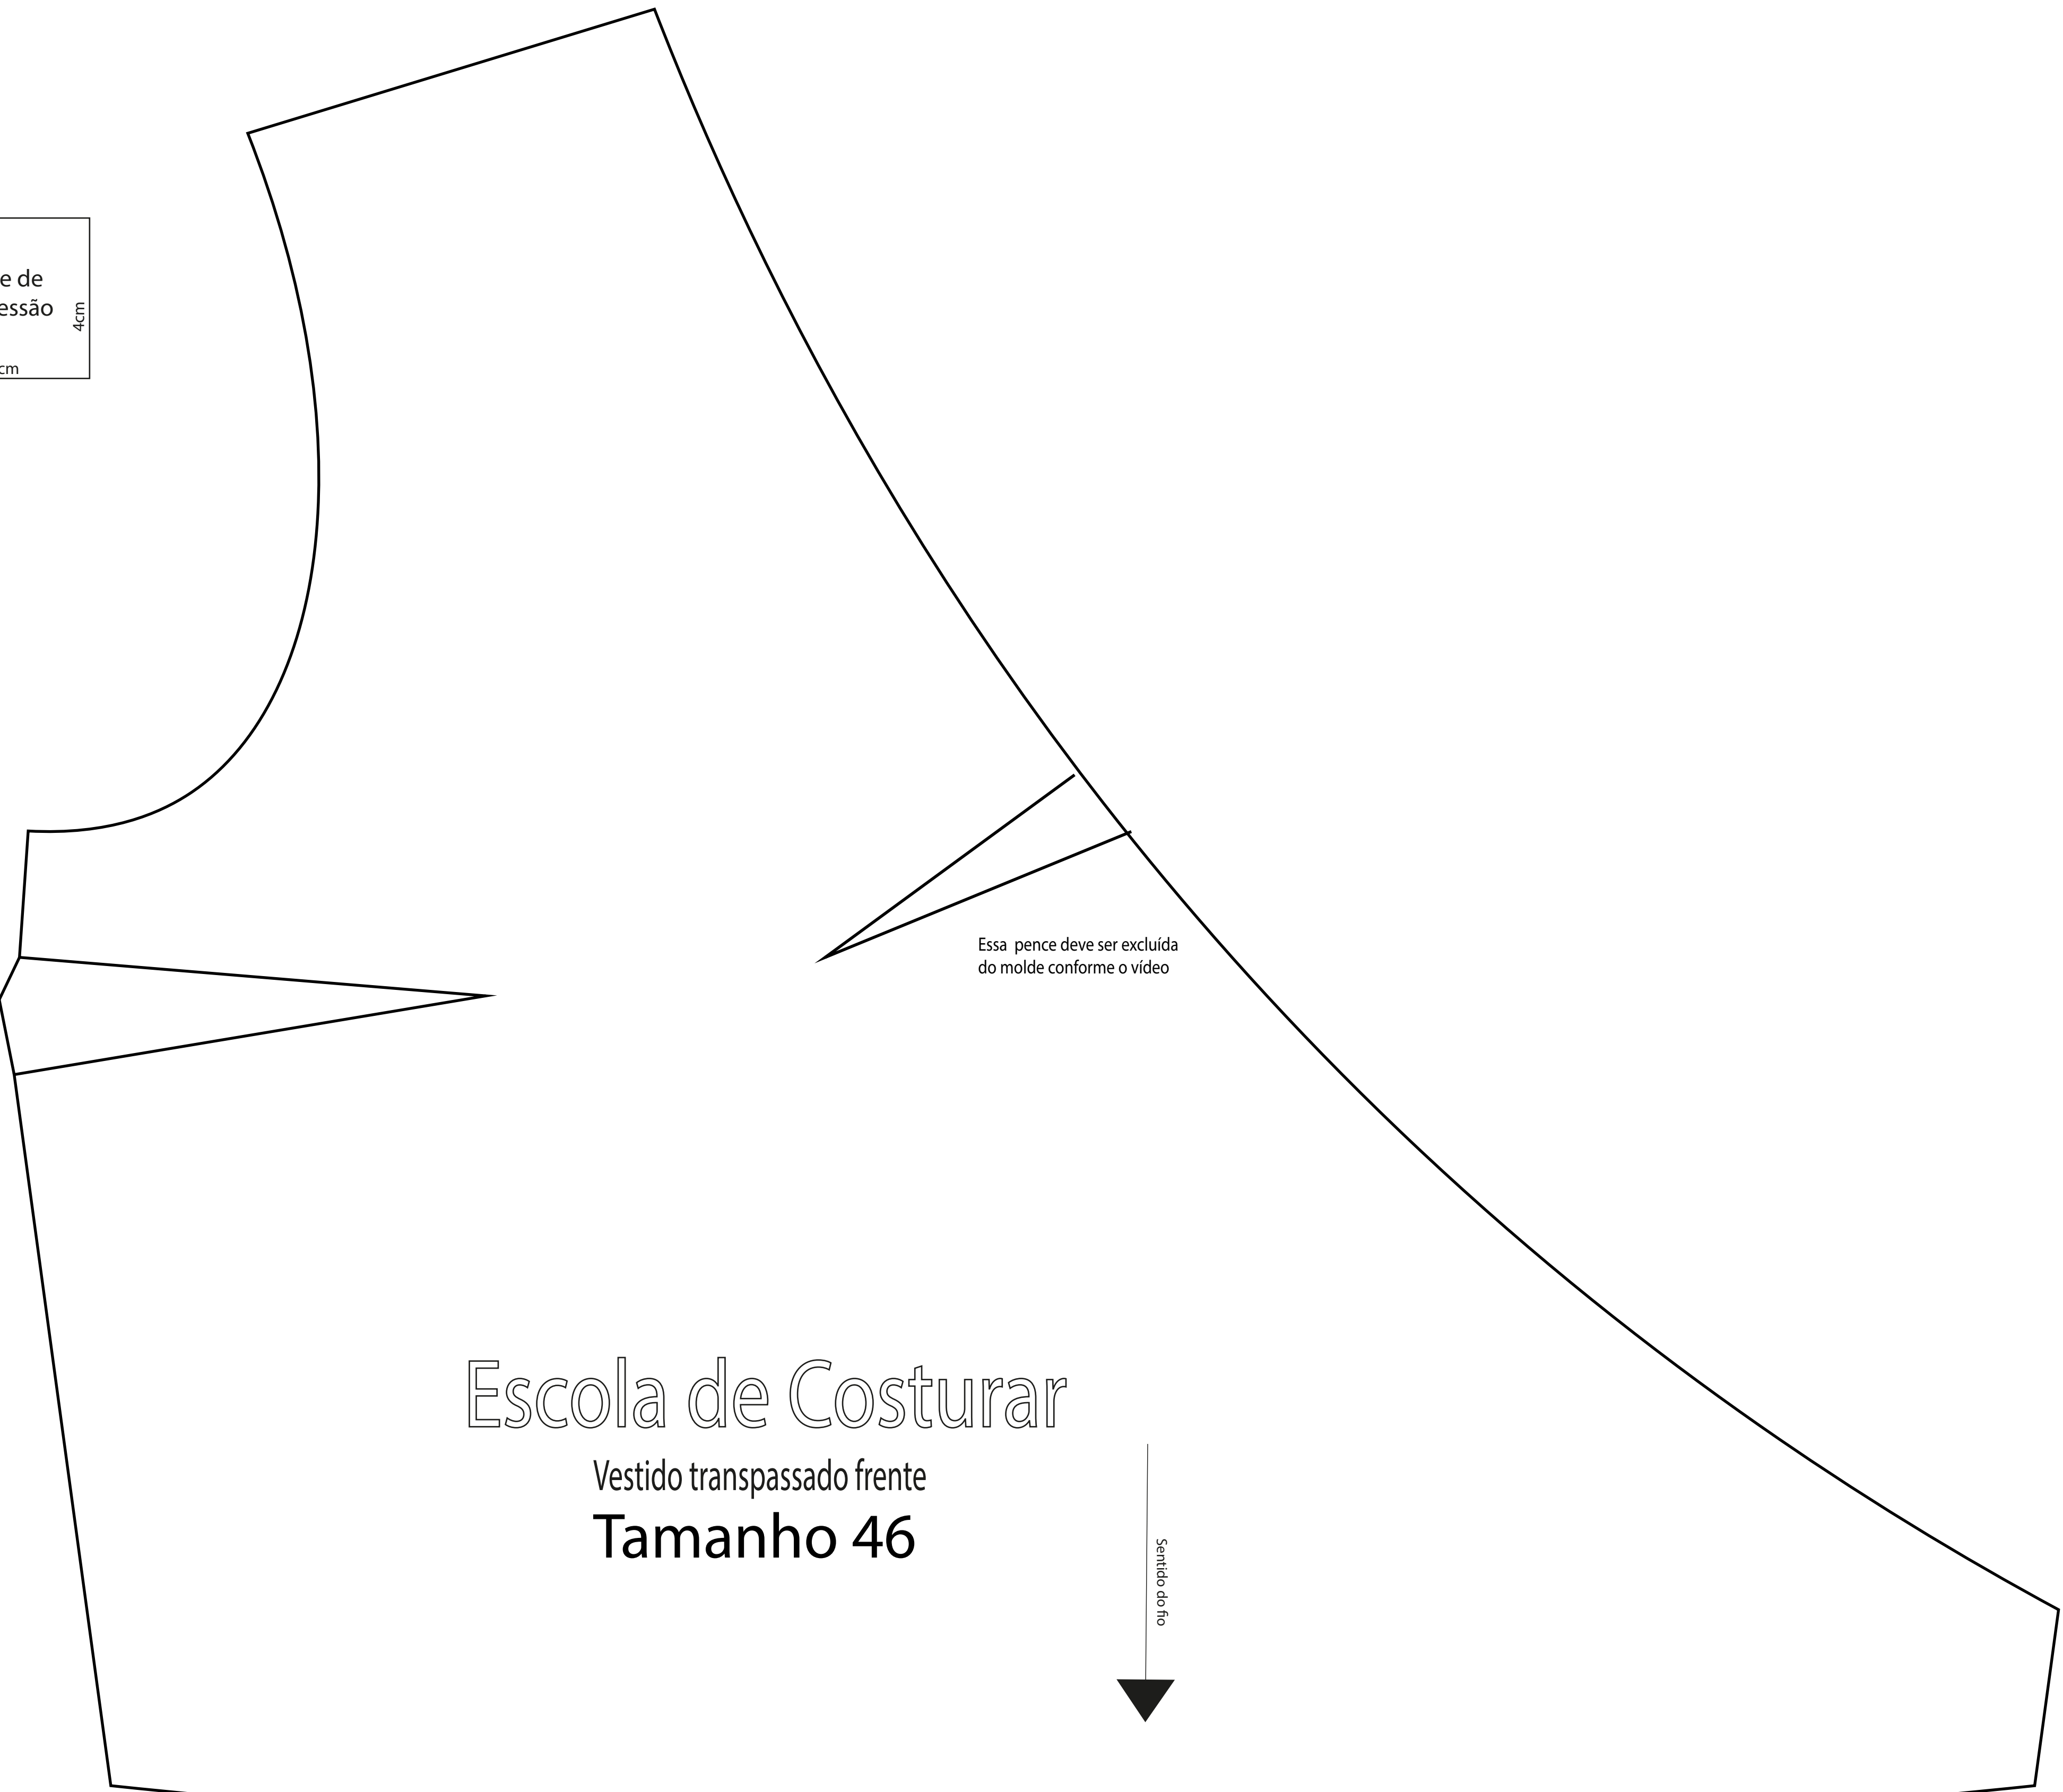 e de
essão
4cm
cm
Essa pence deve ser excluída
do molde conforme o vídeo
Escola de Costurar
Vestido transpassado frente
Tamanho 46
Sentido do fio